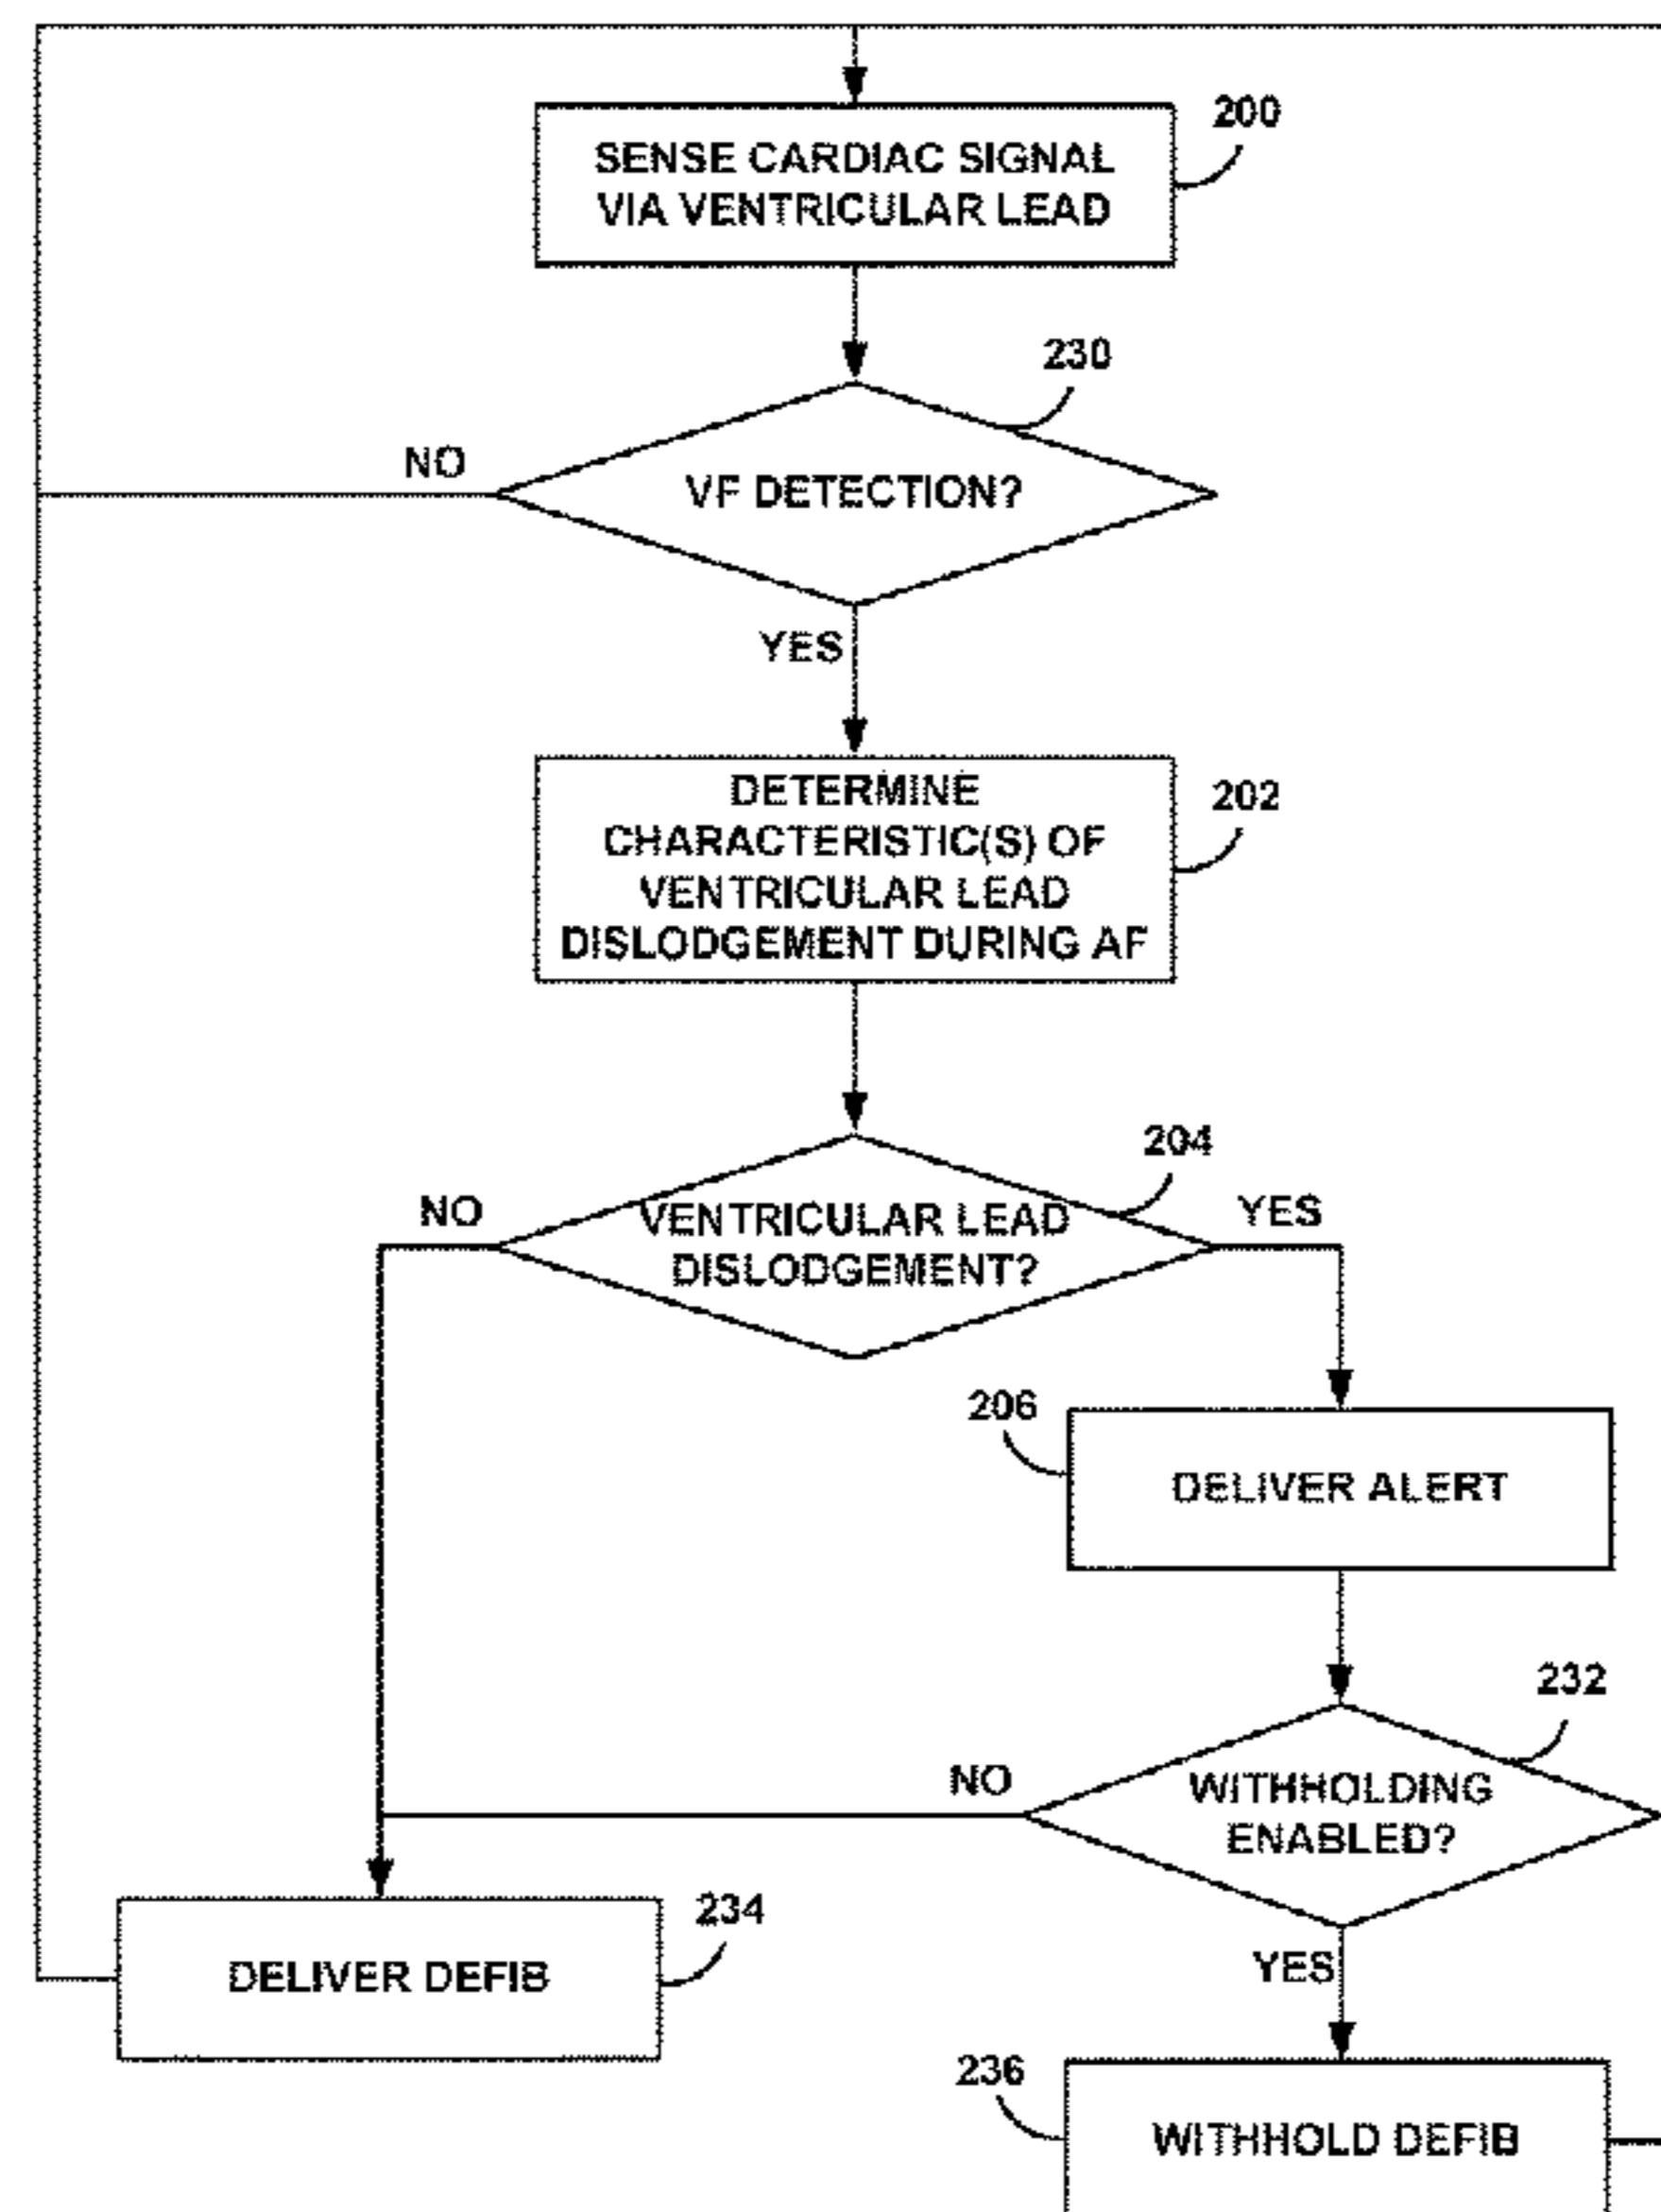 200
SENSE CARDIAC SIGNAL
VIA VENTRICULAR LEAD
230
NO
VF DETECTION?
YES
DETERMINE
202
CHARACTERISTIC(S) OF
VENTRICULAR LEAD
DISLODGEMENT DURING AF
204
NO
VENTRICULAR LEAD
YES
DISLODGEMENT?
206
DELIVER ALERT
232
NO
WITHHOLDING
ENABLED?
234
DELIVER DEFIB
YES
236
WITHHOLD DEFIB